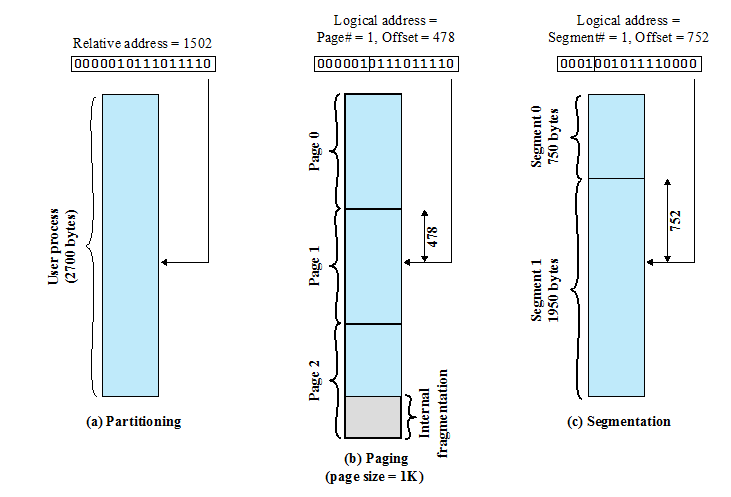 Relative address = 1502
0000010111011110
User process
(2700 bytes)
(a) Partitioning
Logical address =
Page# = 1, Offset = 478
0000010111011110
Page 0
Page 1
Page 2
478
Internal
fragmentation
(b) Paging
(page size = 1K)
Logical address =
Segment# = 1, Offset = 752
0001001011110000
Segment 0
750 bytes
Segment 1
1950 bytes
752
(c) Segmentation